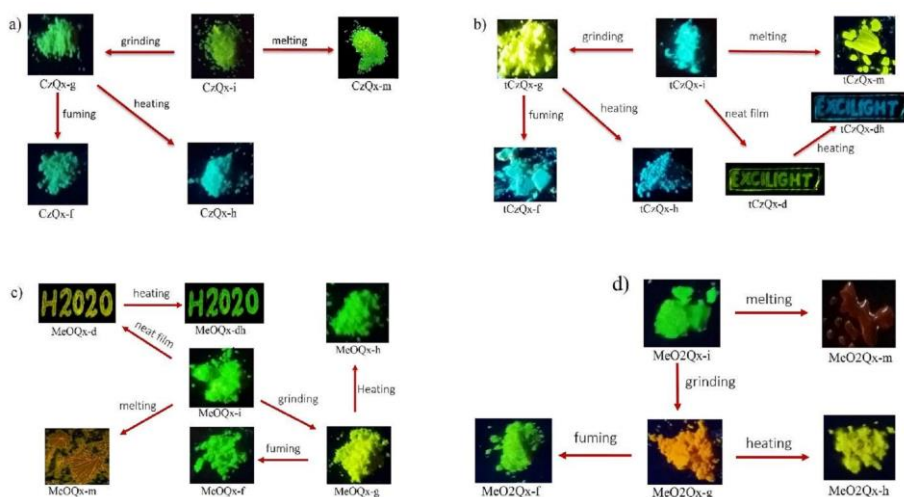 a)
grinding
melting
CzQx-g
CzQx-i
CzQx-m
fuming
heating
CzQx-f
CzQx-h
b)
grinding
melting
tCzQx-g
tCzQx-i
tCzQx-m
fuming
heating
neat film
EXCILIGHT
tCzQx-dh
heating
EXCILIGHT
tCzQx-f
tCzQx-h
tCzQx-d
c)
H2020
heating
H2020
MeOQx-d
MeOQx-dh
neat film
MeOQx-h
MeOQx-i
melting
grinding
Heating
fuming
MeOQx-m
MeOQx-f
MeOQx-g
d)
melting
MeO2Qx-i
MeO2Qx-m
grinding
fuming
heating
MeO2Qx-f
MeO2Qx-g
MeO2Qx-h